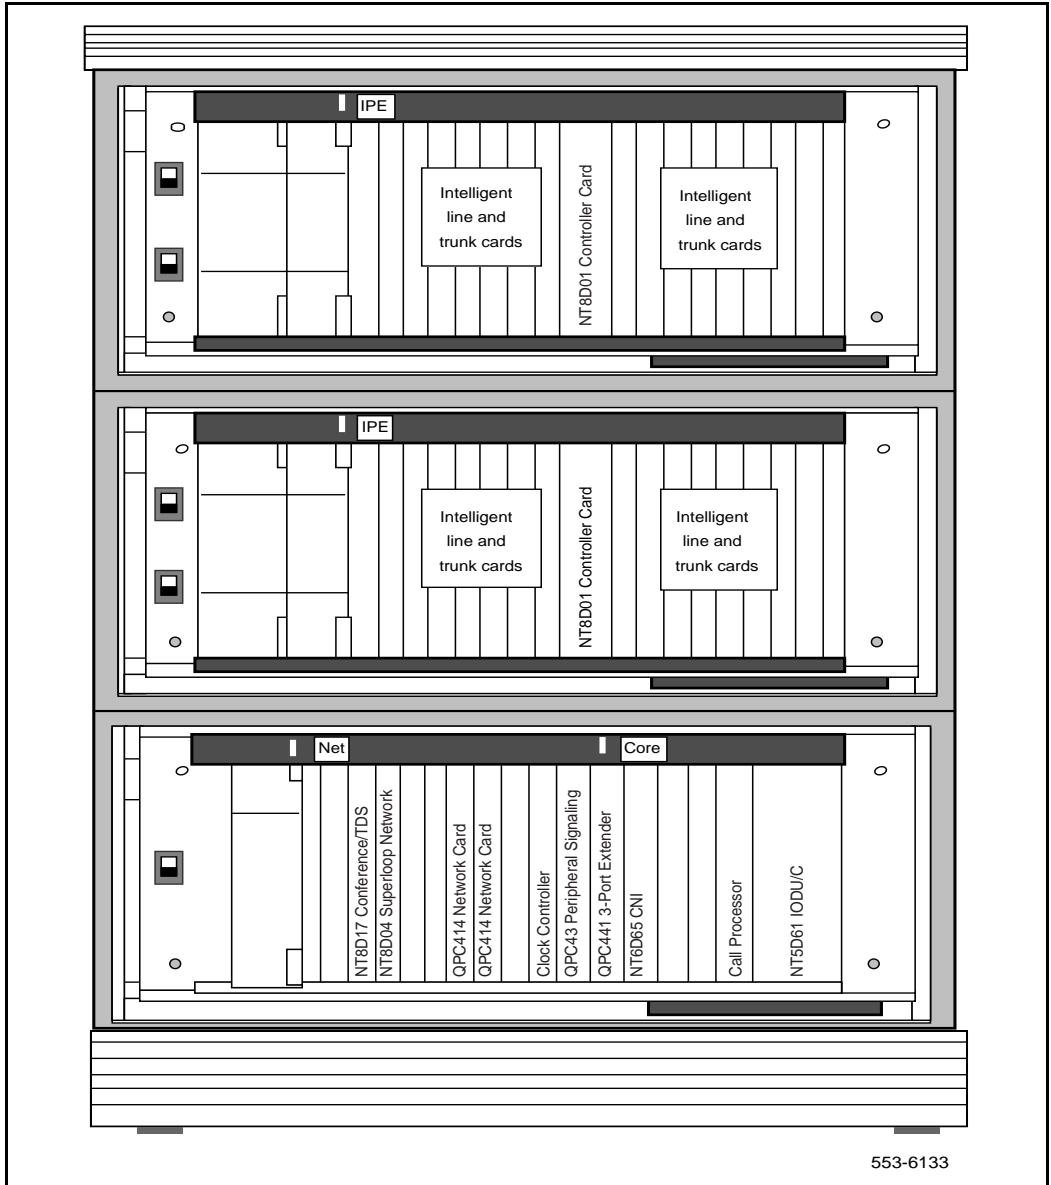 IPE
Intelligent
line and
trunk cards
NT8D01 Controller Card
Intelligent
line and
trunk cards
IPE
Intelligent
line and
trunk cards
NT8D01 Controller Card
Intelligent
line and
trunk cards
Net
Core
NT8D17 Conference/TDS
NT8D04 Superloop Network
QPC414 Network Card
QPC414 Network Card
Clock Controller
QPC43 Peripheral Signaling
QPC441 3-Port Extender
NT6D65 CNI
Call Processor
NT5D61 IODU/C
553-6133